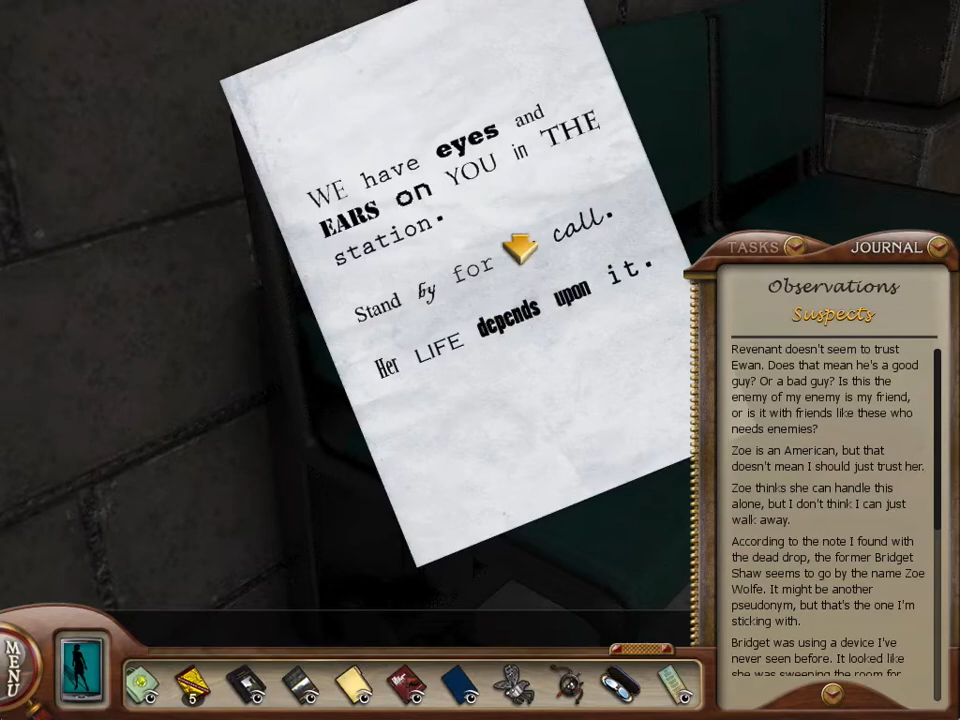 WE have eyes and
EARS on YOU in THE
station.
Stand by for call.
Her LIFE depends upon it.
TASKS
JOURNAL
Observations
Suspects
Revenant doesn't seem to trust
Ewan. Does that mean he's a good
guy? Or a bad guy? Is this the
enemy of my enemy is my friend,
or is it with friends like these who
needs enemies?
Zoe is an American, but that
doesn't mean I should just trust her.
Zoe thinks she can handle this
alone, but I don't think I can just
walk away.
According to the note I found with
the dead drop, the former Bridget
Shaw seems to go by the name Zoe
Wolfe. It might be another
pseudonym, but that's the one I'm
sticking with.
Bridget was using a device I've
never seen before. It looked like
she was sweeping the room for
MENU
5